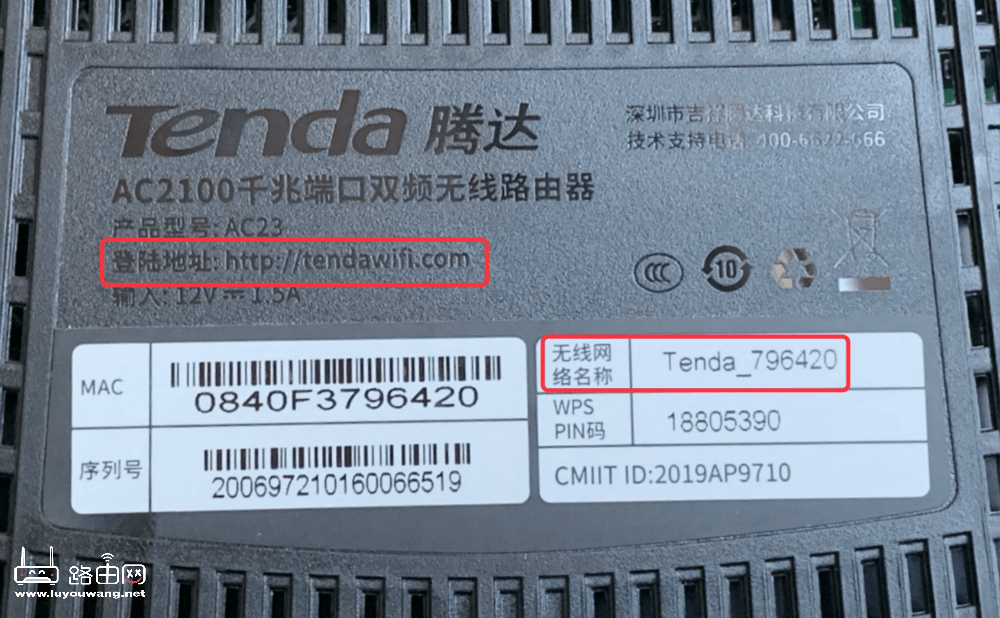 Tenda 腾达
深圳市吉祥腾达科技有限公司
技术支持电话:400-6622-666
AC2100千兆端口双频无线路由器
产品型号: AC23
登陆地址: http://tendawifi.com
输入: 12V⎓1.5A
10
MAC
0840F3796420
序列号
200697210160066519
无线网
络名称
Tenda_796420
WPS
PIN码
18805390
CMIIT ID:2019AP9710
路由网
www.luyouwang.net